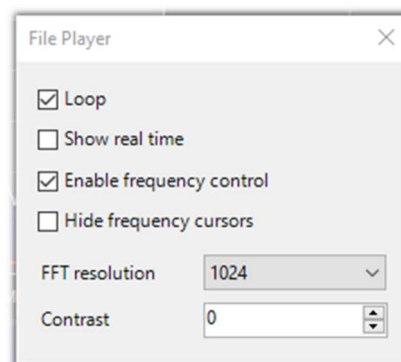 File Player
Loop
Show real time
Enable frequency control
Hide frequency cursors
FFT resolution 1024
Contrast 0